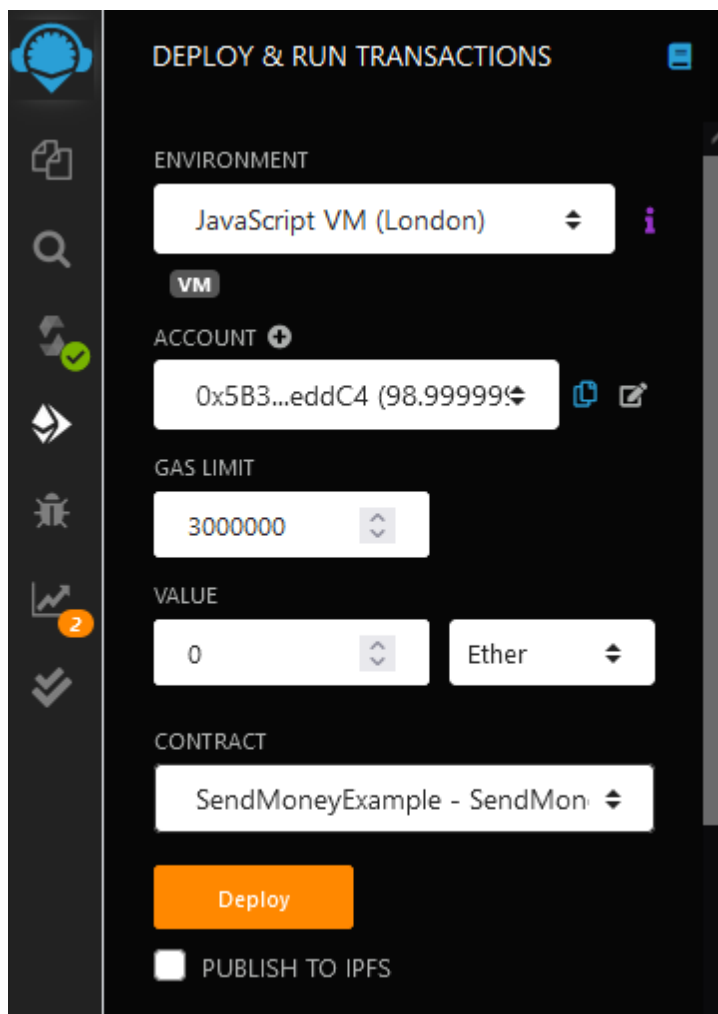 DEPLOY & RUN TRANSACTIONS
ENVIRONMENT
JavaScript VM (London)
VM
ACCOUNT
0x5B3...eddC4 (98.999999
GAS LIMIT
3000000
VALUE
0 Ether
CONTRACT
SendMoneyExample - SendMon
Deploy
PUBLISH TO IPFS
2